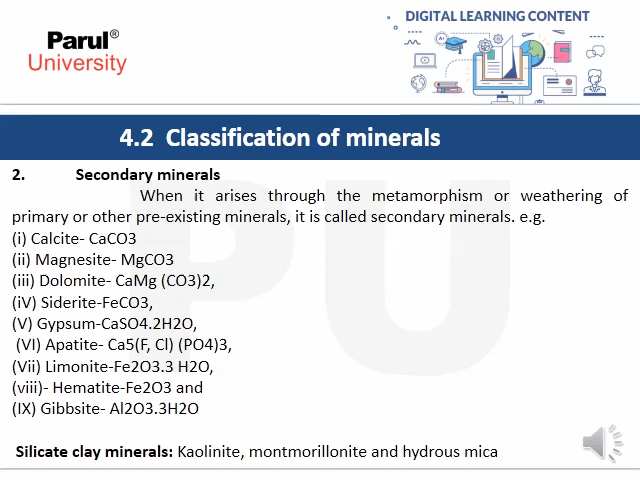 Parul®
University
DIGITAL LEARNING CONTENT
4.2 Classification of minerals
2. Secondary minerals
When it arises through the metamorphism or weathering of
primary or other pre-existing minerals, it is called secondary minerals. e.g.
(i) Calcite- CaCO3
(ii) Magnesite- MgCO3
(iii) Dolomite- CaMg (CO3)2,
(iV) Siderite-FeCO3,
(V) Gypsum-CaSO4.2H2O,
(VI) Apatite- Ca5(F, Cl) (PO4)3,
(Vii) Limonite-Fe2O3.3 H2O,
(viii)- Hematite-Fe2O3 and
(IX) Gibbsite- Al2O3.3H2O
Silicate clay minerals: Kaolinite, montmorillonite and hydrous mica
PU